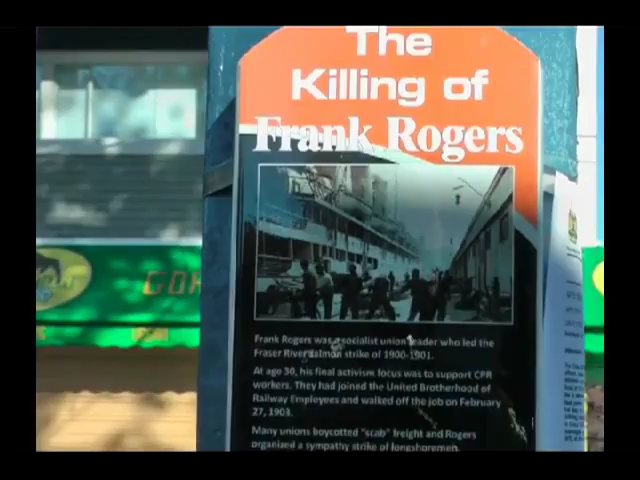 The
Killing of
Frank Rogers
Frank Rogers was a socialist union leader who led the
Fraser River salmon strike of 1900-1901.
At age 30, his final activism focus was to support CPR
workers. They had joined the United Brotherhood of
Railway Employees and walked off the job on February
27, 1903.
Many unions boycotted "scab" freight and Rogers
organized a sympathy strike of longshoremen